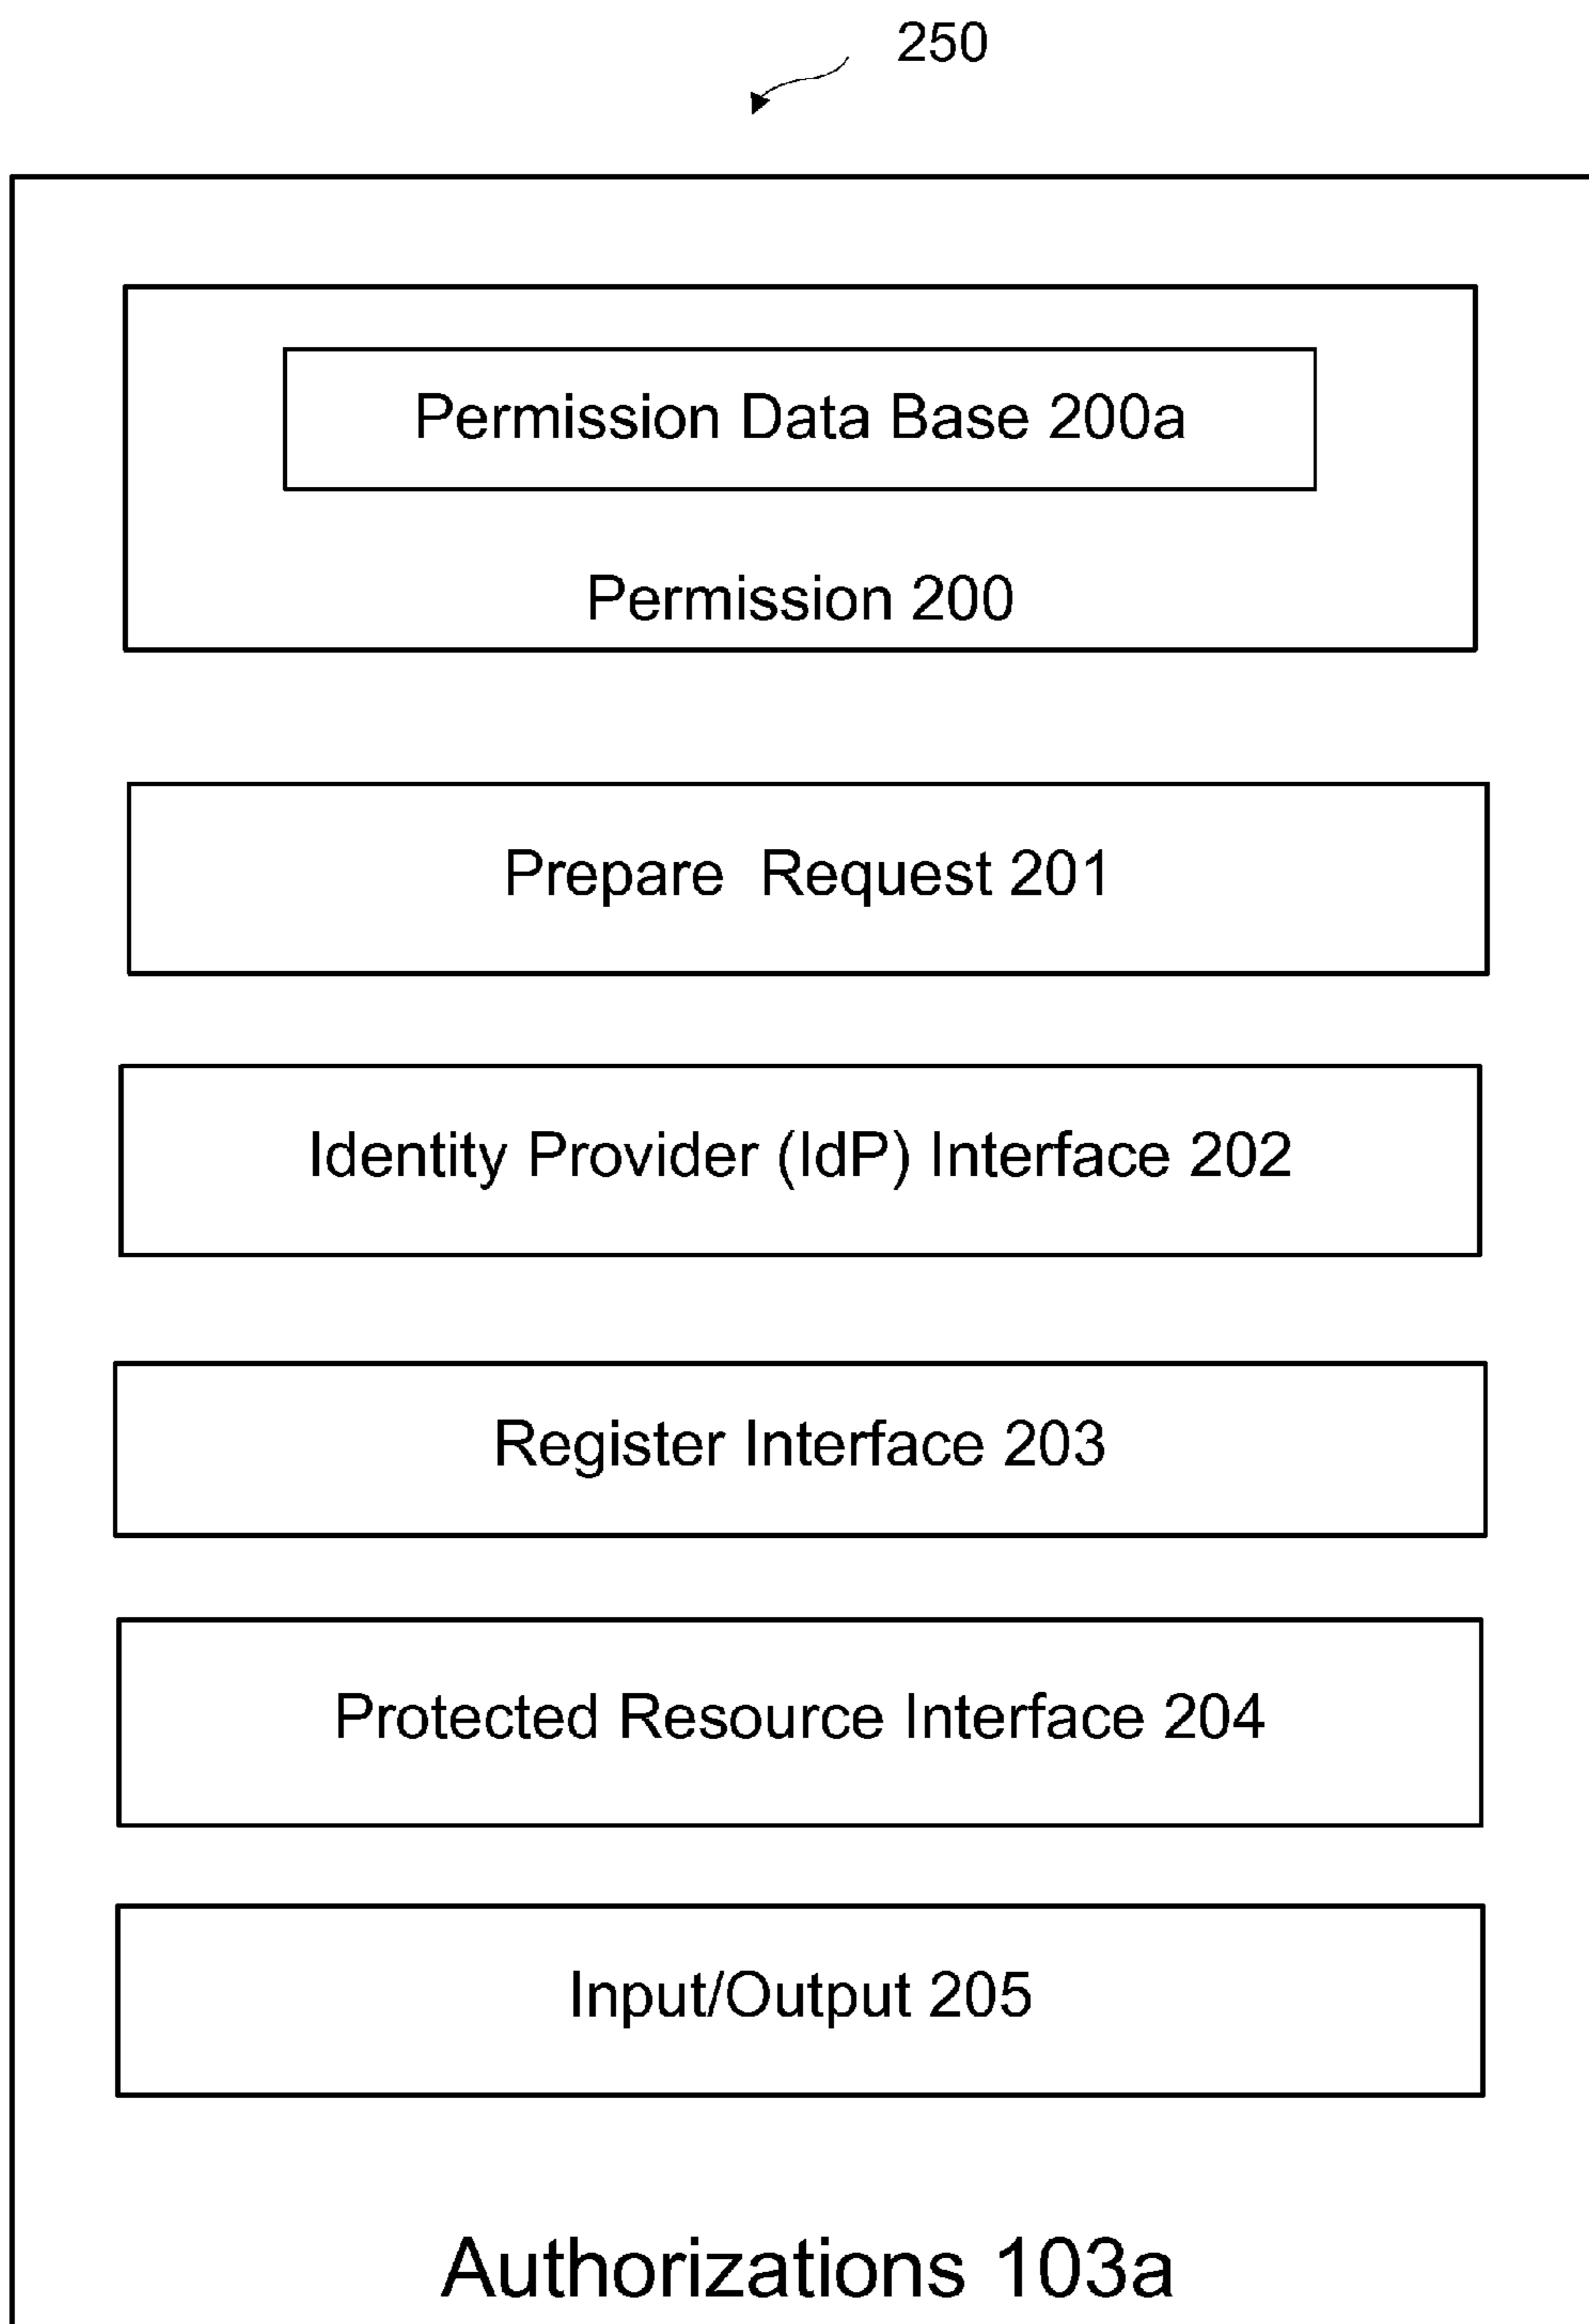 250
Permission Data Base 200a
Permission 200
Prepare Request 201
Identity Provider (IdP) Interface 202
Register Interface 203
Protected Resource Interface 204
Input/Output 205
Authorizations 103a